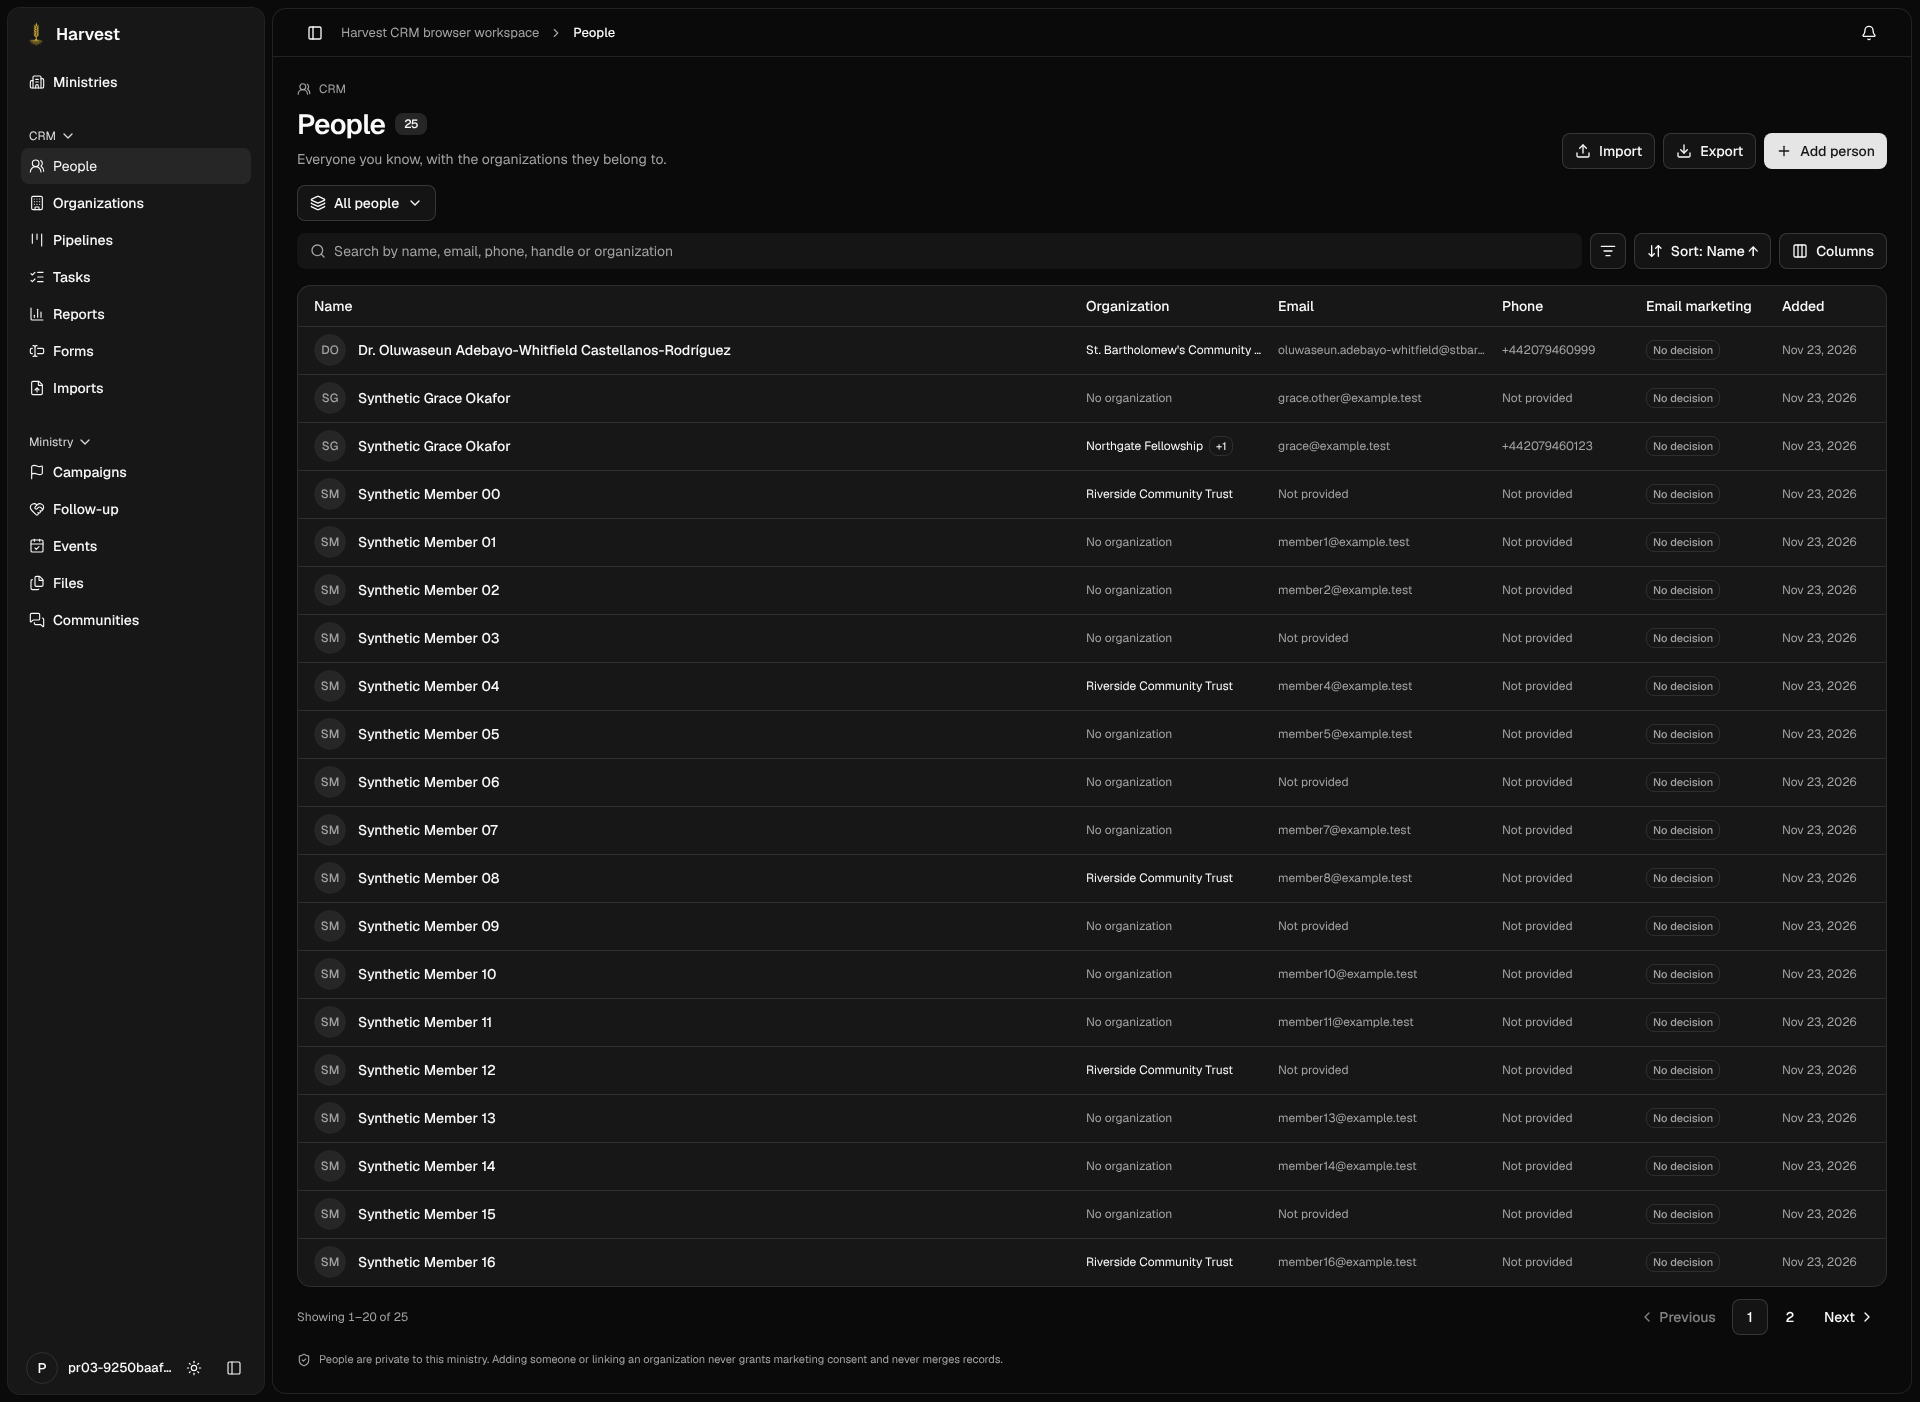 Harvest
Ministries
CRM
People
Organizations
Pipelines
Tasks
Reports
Forms
Imports
Ministry
Campaigns
Follow-up
Events
Files
Communities
P pr03-9250baaf...
Harvest CRM browser workspace > People
CRM
People 25
Everyone you know, with the organizations they belong to.
Import Export Add person
All people
Search by name, email, phone, handle or organization Sort: Name ↑ Columns
Name Organization Email Phone Email marketing Added
DO Dr. Oluwaseun Adebayo-Whitfield Castellanos-Rodríguez St. Bartholomew's Community ... oluwaseun.adebayo-whitfield@stbar... +442079460999 No decision Nov 23, 2026
SG Synthetic Grace Okafor No organization grace.other@example.test Not provided No decision Nov 23, 2026
SG Synthetic Grace Okafor Northgate Fellowship +1 grace@example.test +442079460123 No decision Nov 23, 2026
SM Synthetic Member 00 Riverside Community Trust Not provided Not provided No decision Nov 23, 2026
SM Synthetic Member 01 No organization member1@example.test Not provided No decision Nov 23, 2026
SM Synthetic Member 02 No organization member2@example.test Not provided No decision Nov 23, 2026
SM Synthetic Member 03 No organization Not provided Not provided No decision Nov 23, 2026
SM Synthetic Member 04 Riverside Community Trust member4@example.test Not provided No decision Nov 23, 2026
SM Synthetic Member 05 No organization member5@example.test Not provided No decision Nov 23, 2026
SM Synthetic Member 06 No organization Not provided Not provided No decision Nov 23, 2026
SM Synthetic Member 07 No organization member7@example.test Not provided No decision Nov 23, 2026
SM Synthetic Member 08 Riverside Community Trust member8@example.test Not provided No decision Nov 23, 2026
SM Synthetic Member 09 No organization Not provided Not provided No decision Nov 23, 2026
SM Synthetic Member 10 No organization member10@example.test Not provided No decision Nov 23, 2026
SM Synthetic Member 11 No organization member11@example.test Not provided No decision Nov 23, 2026
SM Synthetic Member 12 Riverside Community Trust Not provided Not provided No decision Nov 23, 2026
SM Synthetic Member 13 No organization member13@example.test Not provided No decision Nov 23, 2026
SM Synthetic Member 14 No organization member14@example.test Not provided No decision Nov 23, 2026
SM Synthetic Member 15 No organization Not provided Not provided No decision Nov 23, 2026
SM Synthetic Member 16 Riverside Community Trust member16@example.test Not provided No decision Nov 23, 2026
Showing 1–20 of 25 Previous 1 2 Next
People are private to this ministry. Adding someone or linking an organization never grants marketing consent and never merges records.